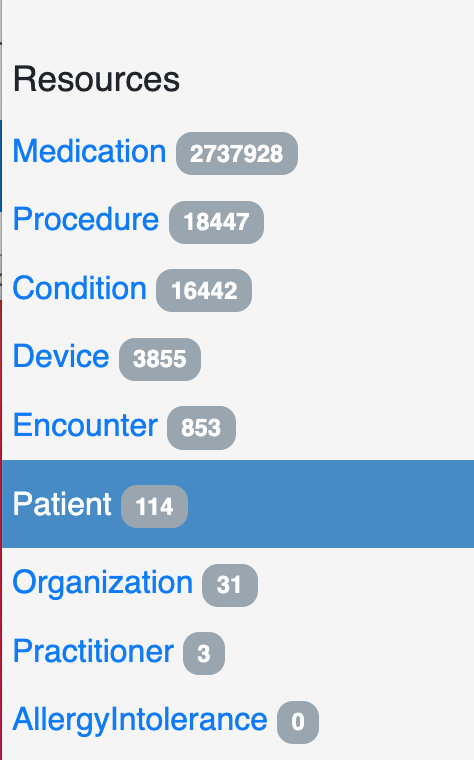 Resources
Medication 2737928
Procedure 18447
Condition 16442
Device 3855
Encounter 853
Patient 114
Organization 31
Practitioner 3
AllergyIntolerance 0